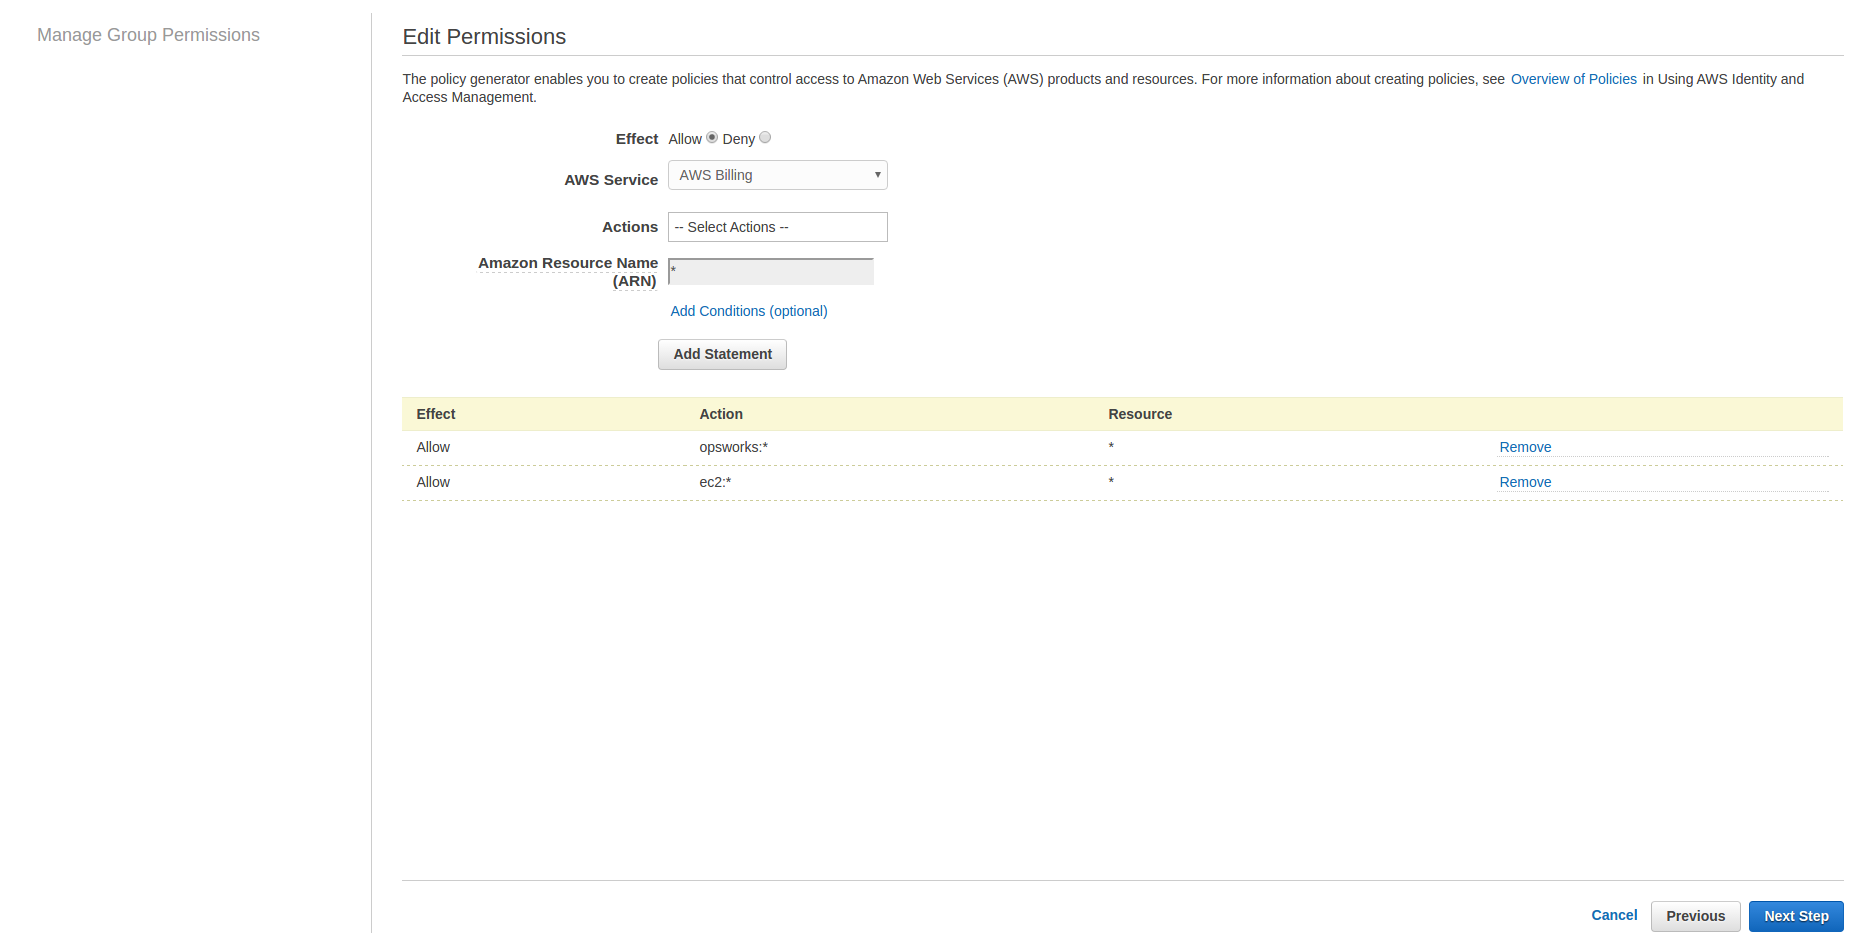 Manage Group Permissions
Edit Permissions
The policy generator enables you to create policies that control access to Amazon Web Services (AWS) products and resources. For more information about creating policies, see Overview of Policies in Using AWS Identity and
Access Management.
Effect Allow Deny
AWS Service AWS Billing
Actions -- Select Actions --
Amazon Resource Name
(ARN) *
Add Conditions (optional)
Add Statement
Effect Action Resource
Allow opsworks:* * Remove
Allow ec2:* * Remove
Cancel Previous Next Step